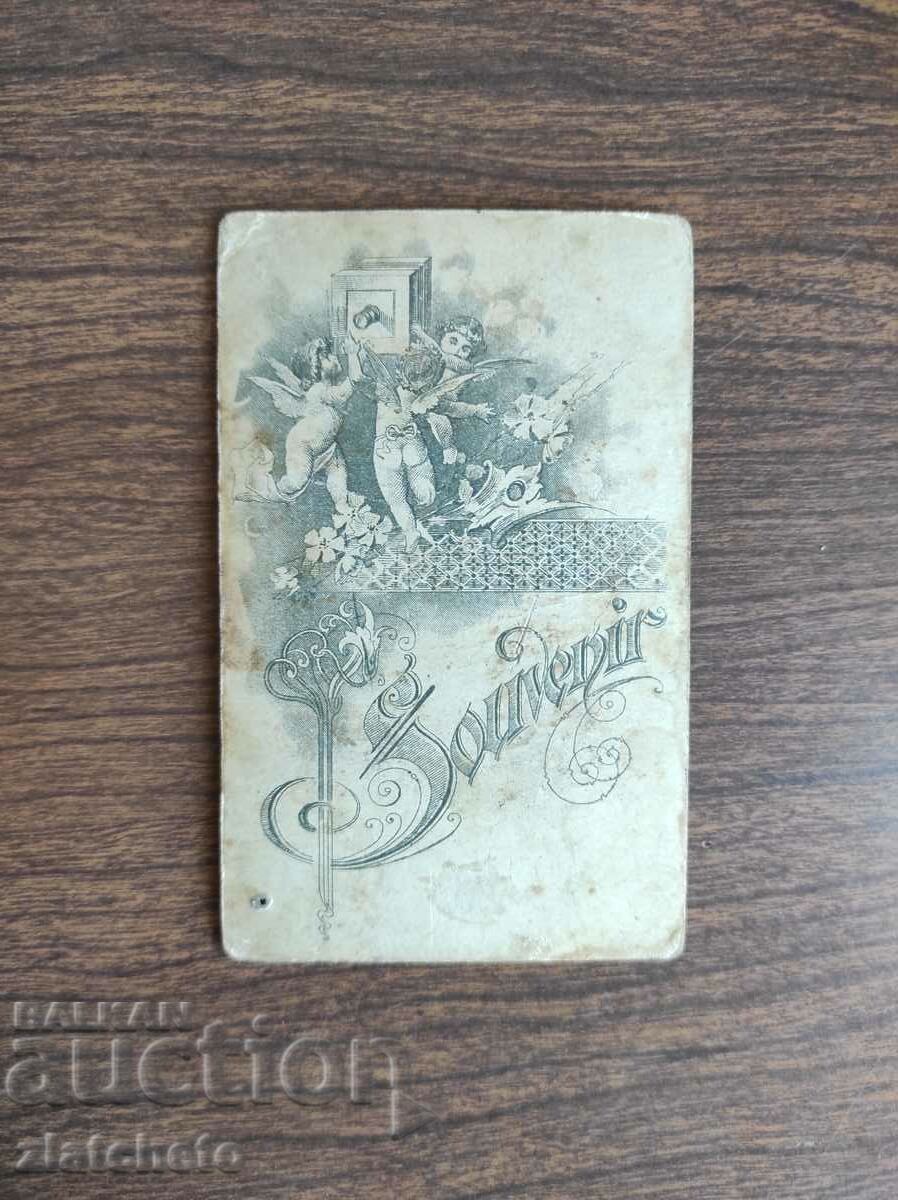 Souvenir
BALKAN
auction
zlatcheto